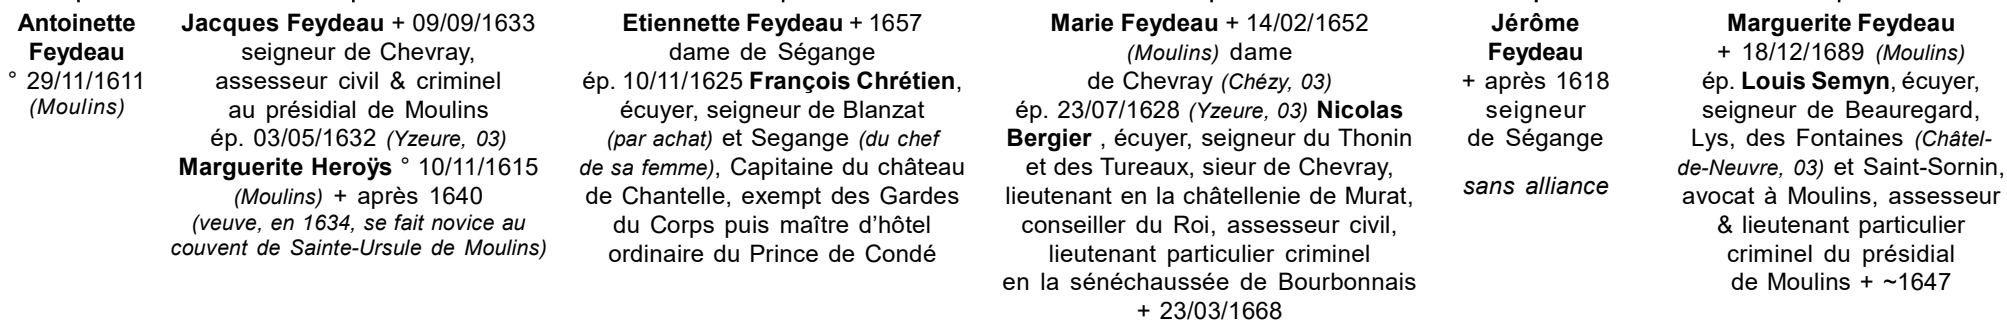 Antoinette
Feydeau
° 29/11/1611
(Moulins)
Jacques Feydeau + 09/09/1633
seigneur de Chevray,
assesseur civil & criminel
au présidial de Moulins
ép. 03/05/1632 (Yzeure, 03)
Marguerite Heroÿs ° 10/11/1615
(Moulins) + après 1640
(veuve, en 1634, se fait novice au
couvent de Sainte-Ursule de Moulins)
Etiennette Feydeau + 1657
dame de Ségange
ép. 10/11/1625 François Chrétien,
écuyer, seigneur de Blanzat
(par achat) et Segange (du chef
de sa femme), Capitaine du château
de Chantelle, exempt des Gardes
du Corps puis maître d’hôtel
ordinaire du Prince de Condé
Marie Feydeau + 14/02/1652
(Moulins) dame
de Chevray (Chézy, 03)
ép. 23/07/1628 (Yzeure, 03) Nicolas
Bergier , écuyer, seigneur du Thonin
et des Tureaux, sieur de Chevray,
lieutenant en la châtellenie de Murat,
conseiller du Roi, assesseur civil,
lieutenant particulier criminel
en la sénéchaussée de Bourbonnais
+ 23/03/1668
Jérôme
Feydeau
+ après 1618
seigneur
de Ségange
sans alliance
Marguerite Feydeau
+ 18/12/1689 (Moulins)
ép. Louis Semyn, écuyer,
seigneur de Beauregard,
Lys, des Fontaines (Châtel-
de-Neuvre, 03) et Saint-Sornin,
avocat à Moulins, assesseur
& lieutenant particulier
criminel du présidial
de Moulins + ~1647